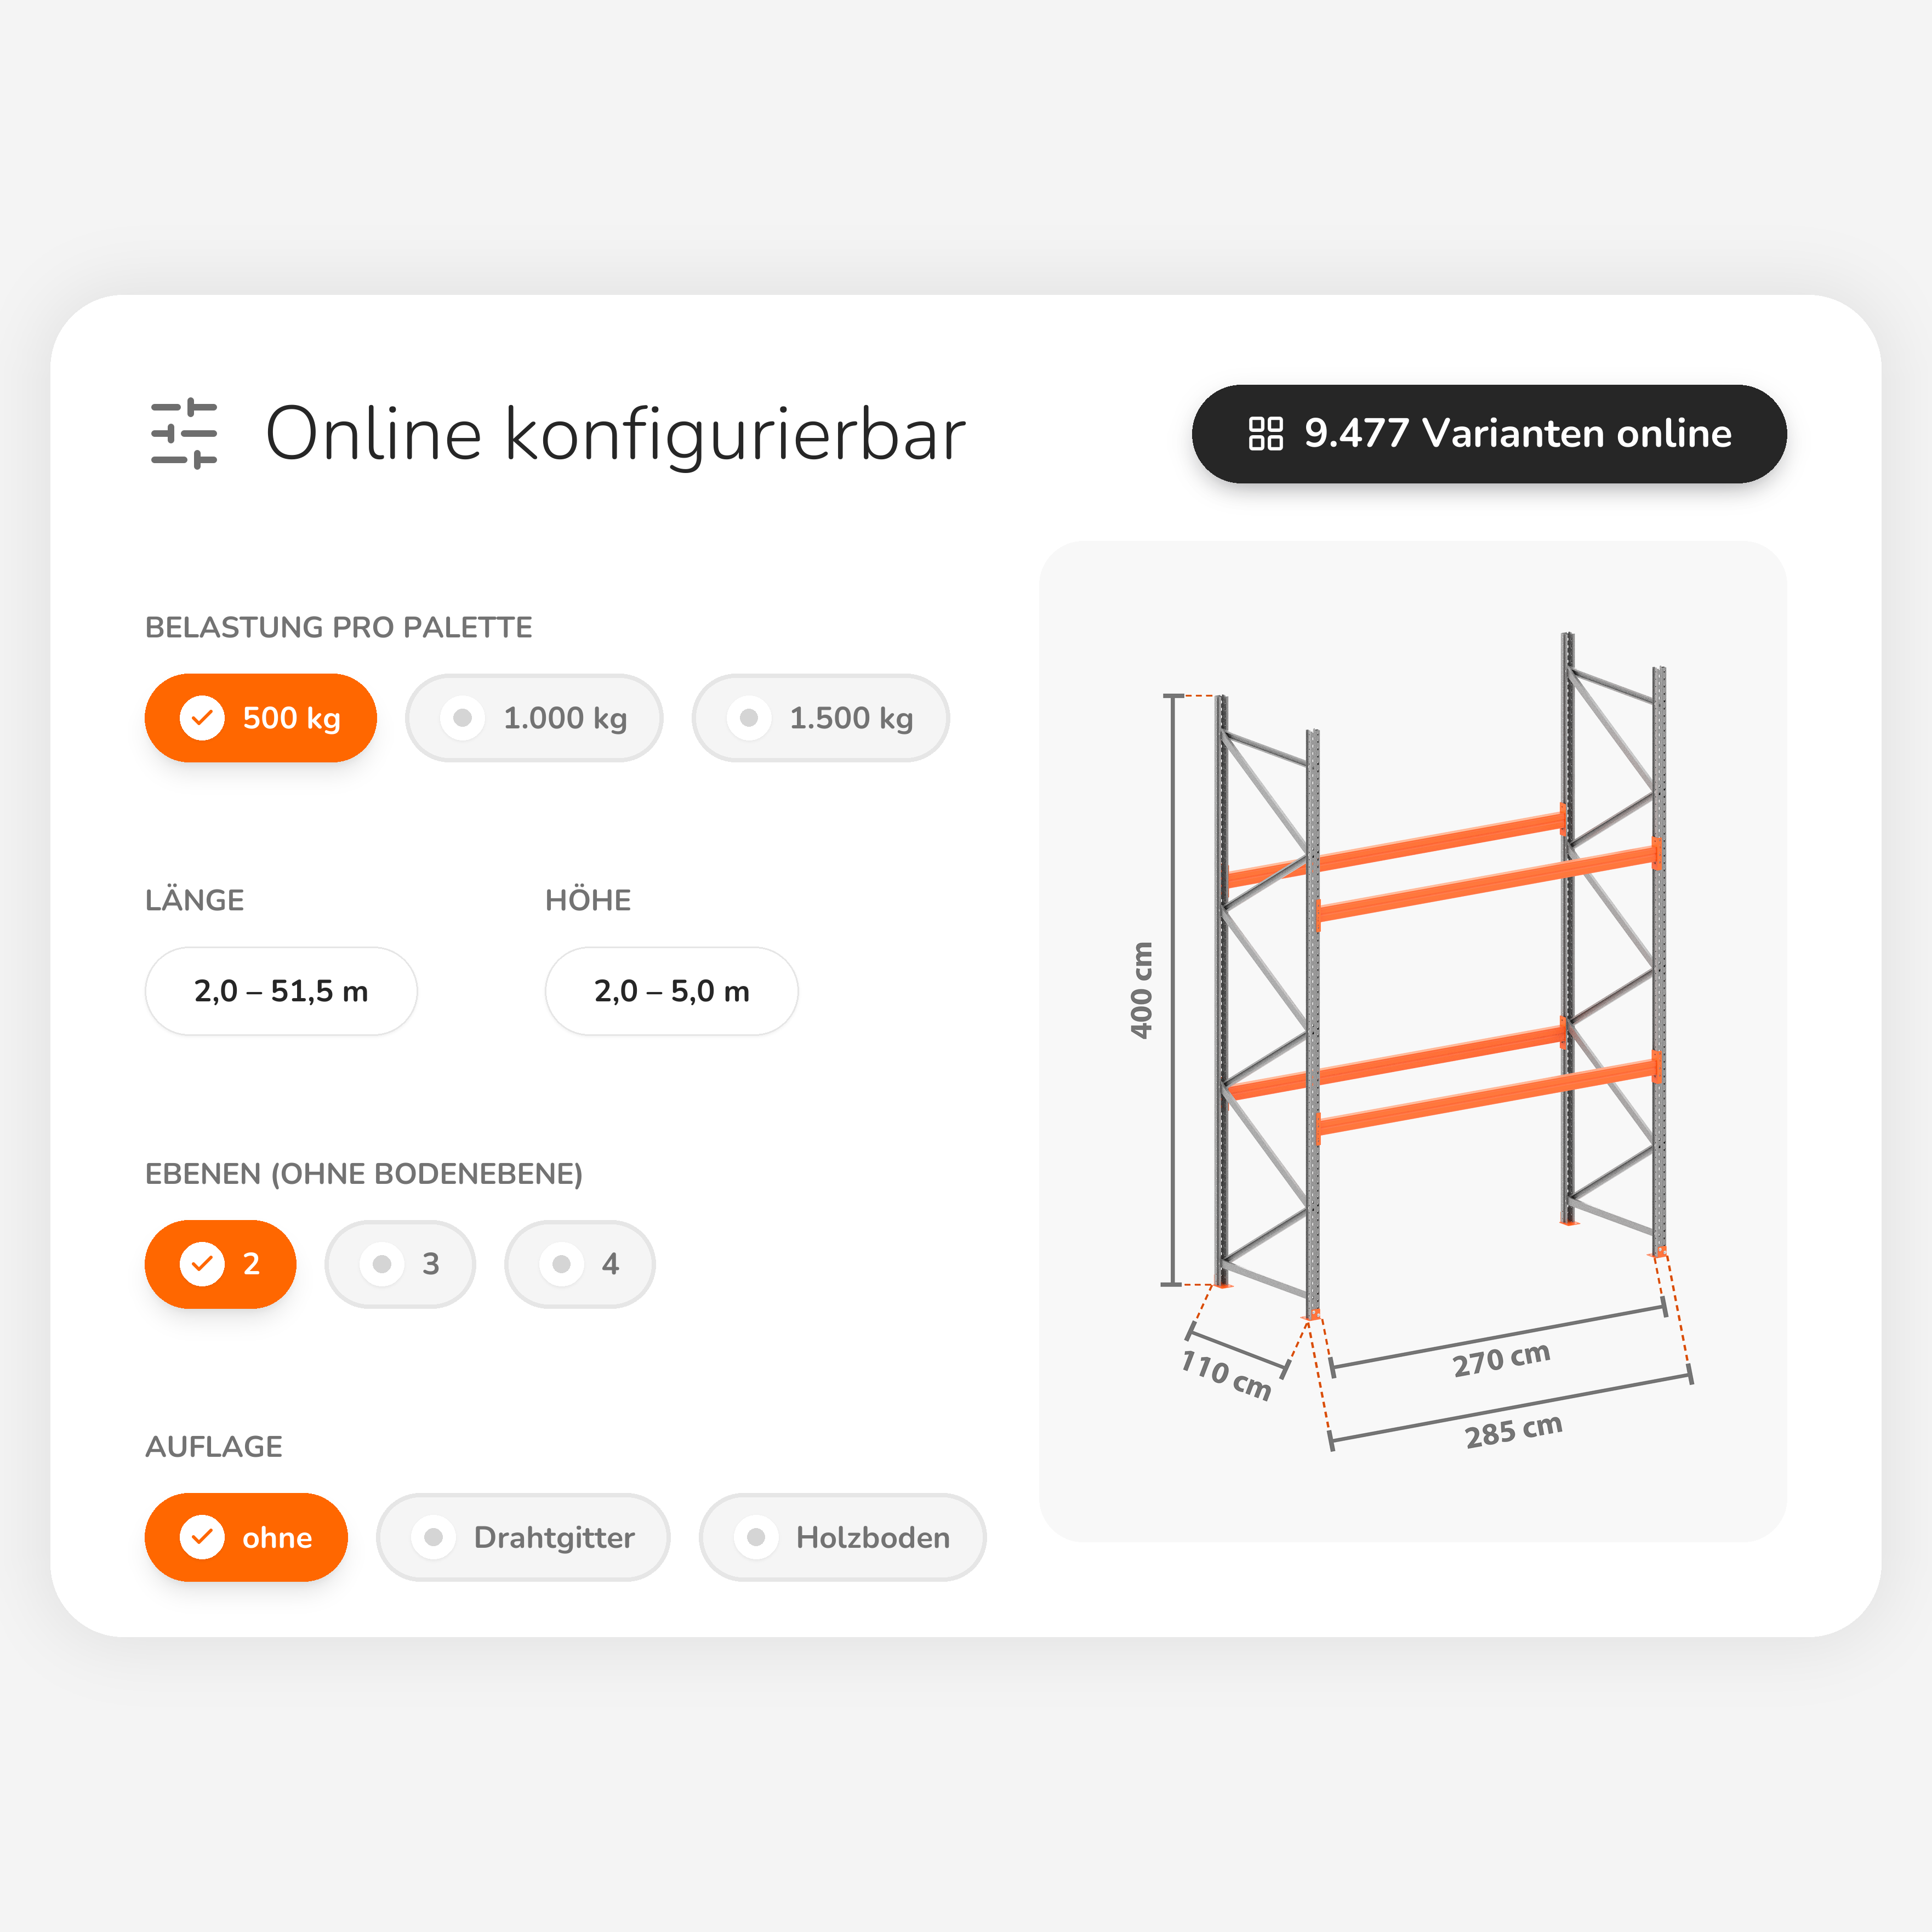 Online konfigurierbar
9.477 Varianten online
BELASTUNG PRO PALETTE
500 kg
1.000 kg
1.500 kg
LÄNGE
HÖHE
2,0 – 51,5 m
2,0 – 5,0 m
EBENEN (OHNE BODENEBENE)
2
3
4
AUFLAGE
ohne
Drahtgitter
Holzboden
400 cm
110 cm
270 cm
285 cm